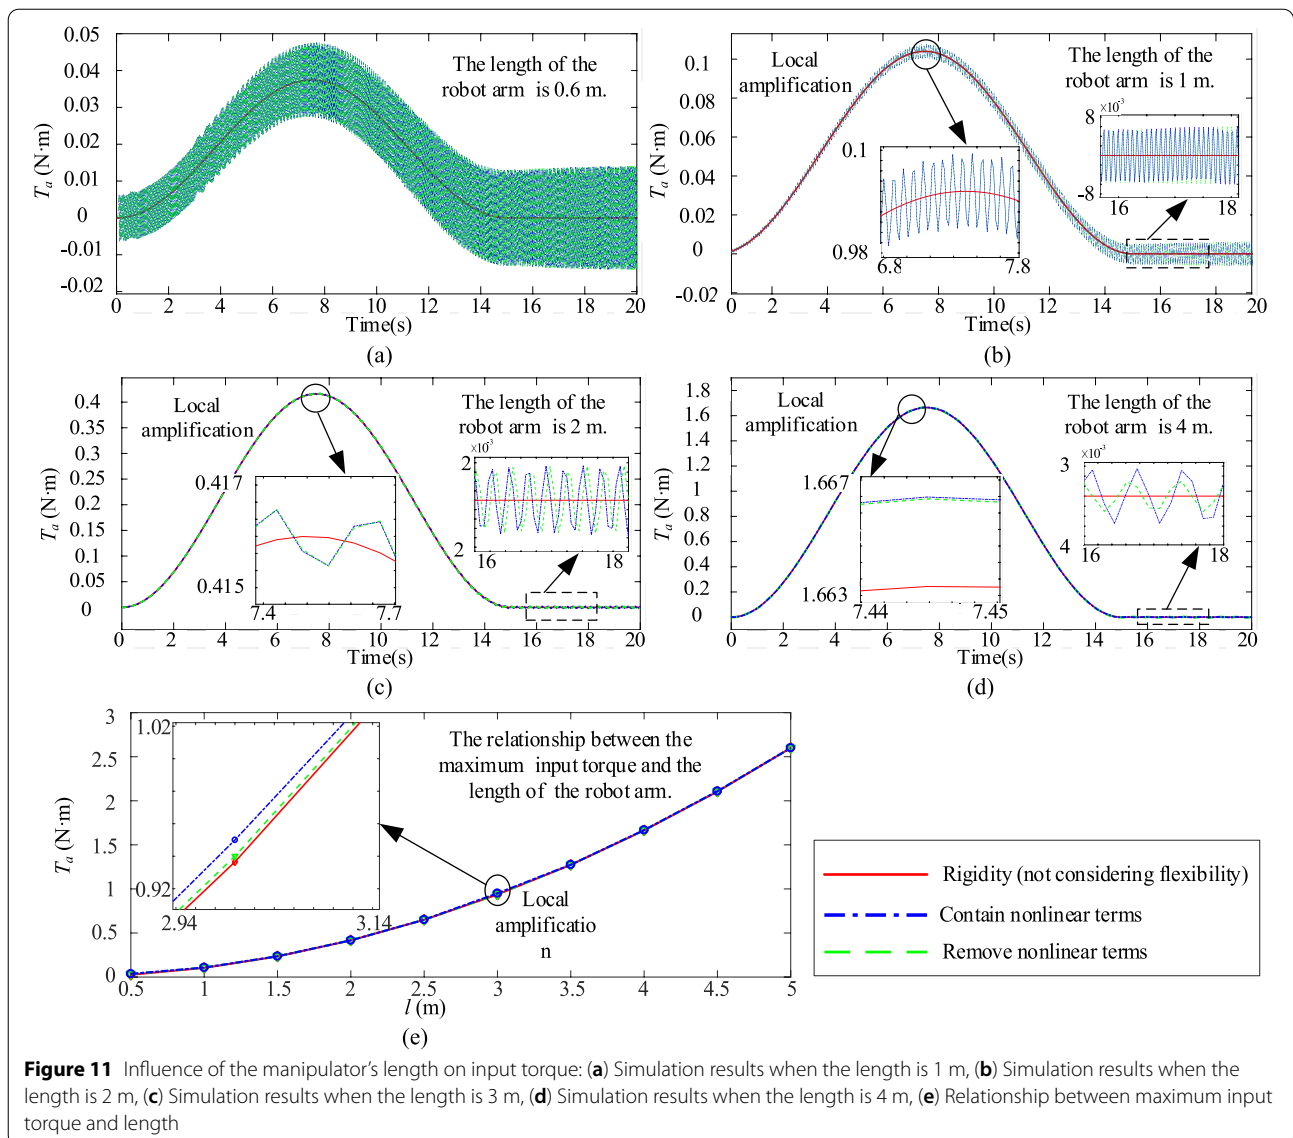 0.05
0.04
0.03
0.02
0.01
0
-0.01
-0.02
T_a (N·m)
The length of the
robot arm is 0.6 m.
0 2 4 6 8 10 12 14 16 18 20
Time(s)
(a)
0.1
0.08
0.06
0.04
0.02
0
-0.02
T_a (N·m)
Local
amplification
The length of the
robot arm is 1 m.
×10⁻³
8
-8
16 18
0.1
0.98
6.8 7.8
0 2 4 6 8 10 12 14 16 18 20
Time(s)
(b)
0.4
0.35
0.3
0.25
0.2
0.15
0.1
0.05
0
T_a (N·m)
Local
amplification
The length of the
robot arm is 2 m.
×10⁻³
2
2
16 18
0.417
0.415
7.4 7.7
0 2 4 6 8 10 12 14 16 18 20
Time(s)
(c)
1.8
1.6
1.4
1.2
1
0.8
0.6
0.4
0.2
0
T_a (N·m)
Local
amplification
The length of the
robot arm is 4 m.
×10⁻³
3
4
16 18
1.667
1.663
7.44 7.45
0 2 4 6 8 10 12 14 16 18 20
Time(s)
(d)
3
2.5
2
1.5
1
0.5
0
T_a (N·m)
1.02
0.92
2.94 3.14
The relationship between the
maximum input torque and the
length of the robot arm.
Local
amplificatio
n
0.5 1 1.5 2 2.5 3 3.5 4 4.5 5
l (m)
(e)
Rigidity (not considering flexibility)
Contain nonlinear terms
Remove nonlinear terms
Figure 11 Influence of the manipulator's length on input torque: (a) Simulation results when the length is 1 m, (b) Simulation results when the
length is 2 m, (c) Simulation results when the length is 3 m, (d) Simulation results when the length is 4 m, (e) Relationship between maximum input
torque and length